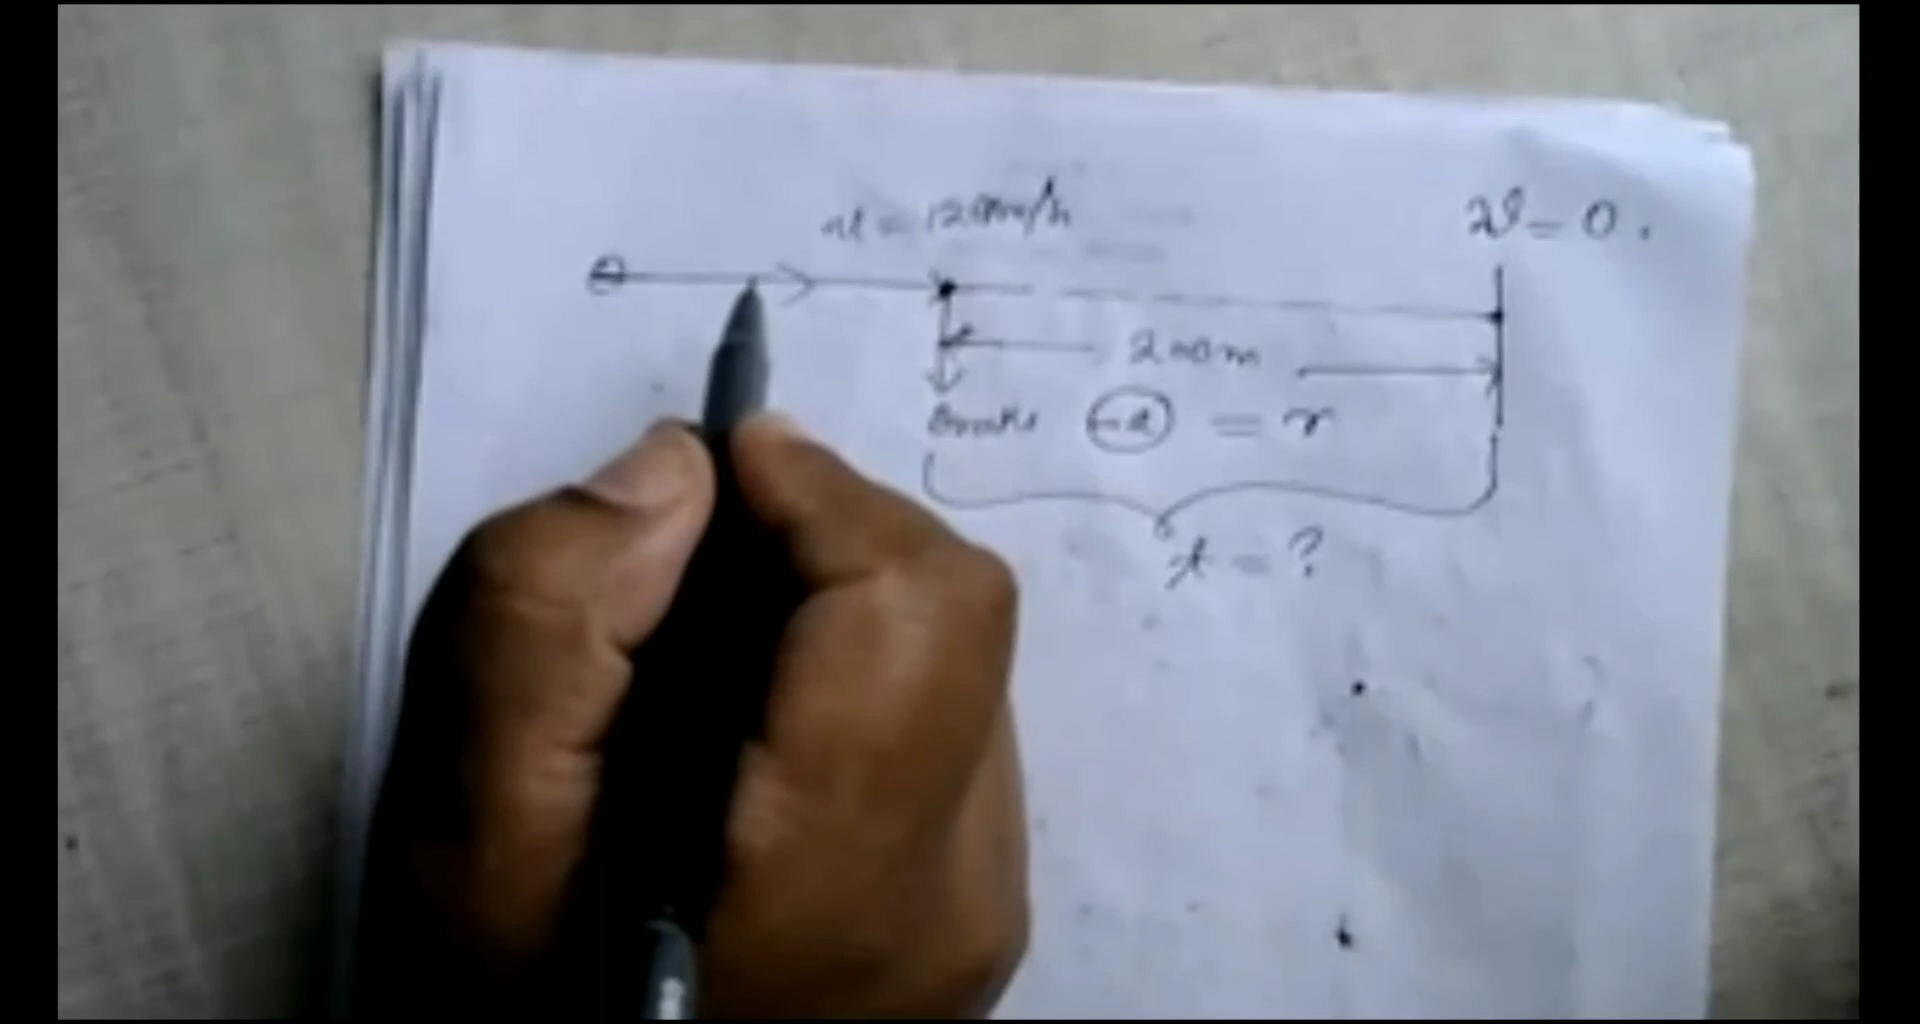 u = 120km/h
v = 0.
200m
Brake -a = r
t = ?